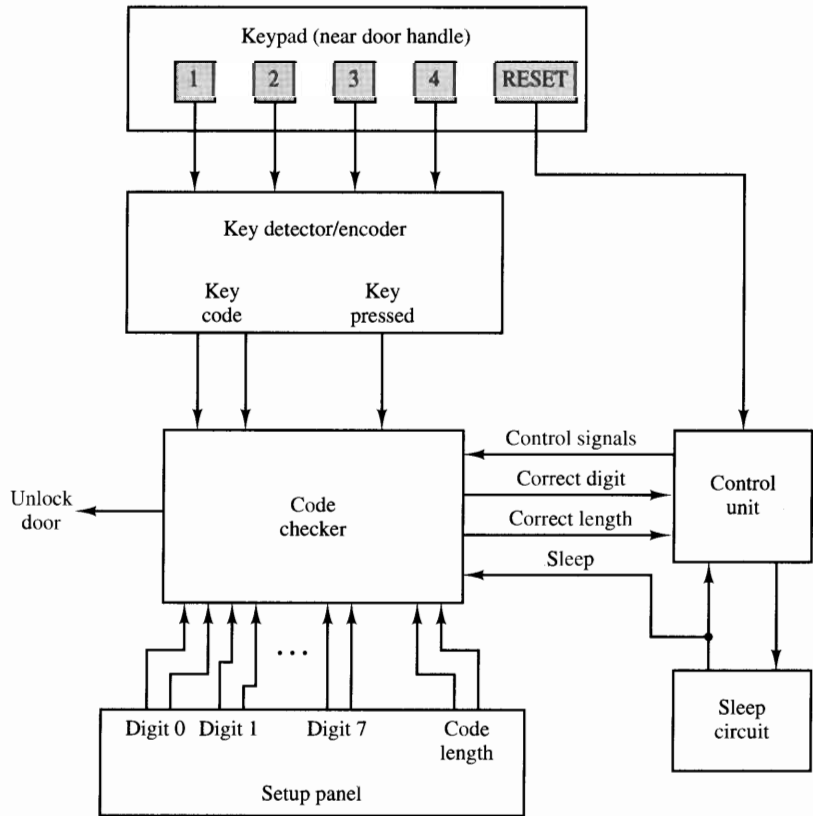 Keypad (near door handle)
1 2 3 4 RESET
Key detector/encoder
Key
code
Key
pressed
Control signals
Correct digit
Correct length
Sleep
Control
unit
Unlock
door
Code
checker
...
Digit 0 Digit 1 Digit 7 Code
length
Setup panel
Sleep
circuit